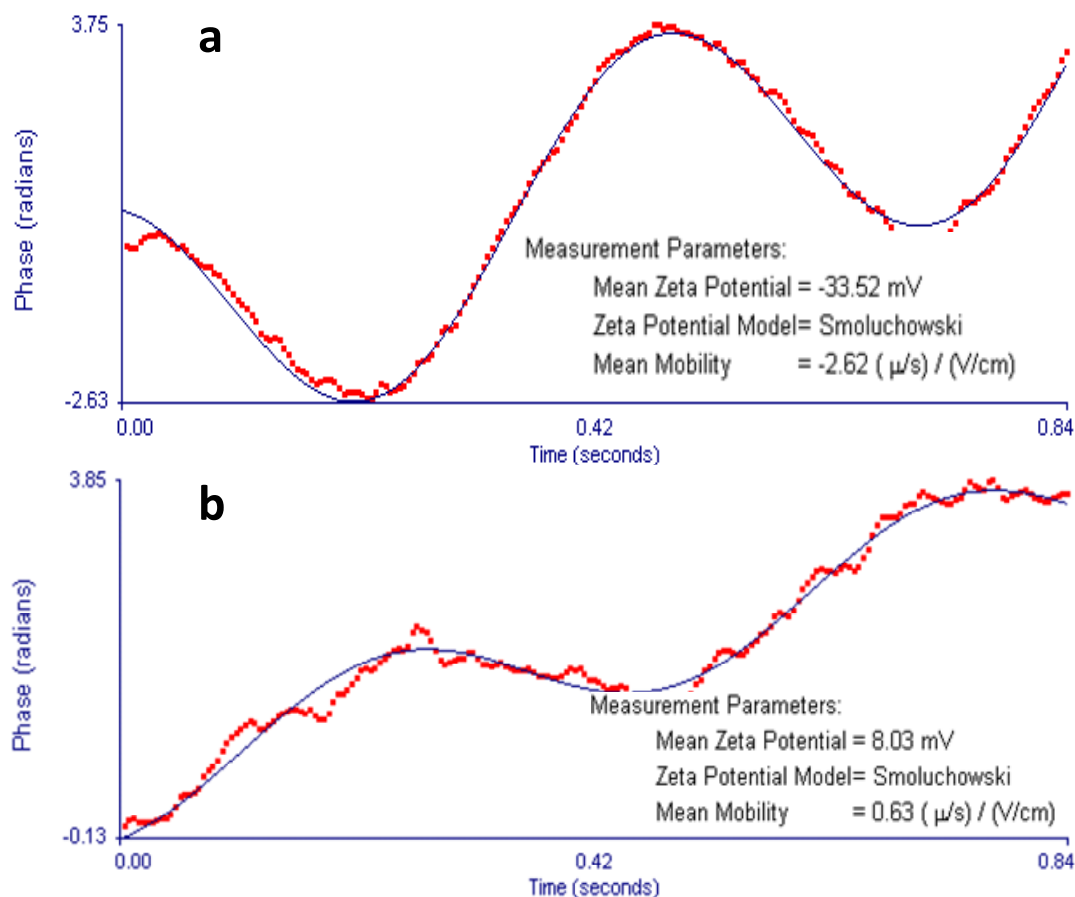 3.75
a
Phase (radians)
Measurement Parameters:
Mean Zeta Potential = -33.52 mV
Zeta Potential Model= Smoluchowski
Mean Mobility = -2.62 ( μ/s) / (V/cm)
-2.63
0.00 0.42 0.84
Time (seconds)
3.85
b
Phase (radians)
Measurement Parameters:
Mean Zeta Potential = 8.03 mV
Zeta Potential Model= Smoluchowski
Mean Mobility = 0.63 ( μ/s) / (V/cm)
-0.13
0.00 0.42 0.84
Time (seconds)